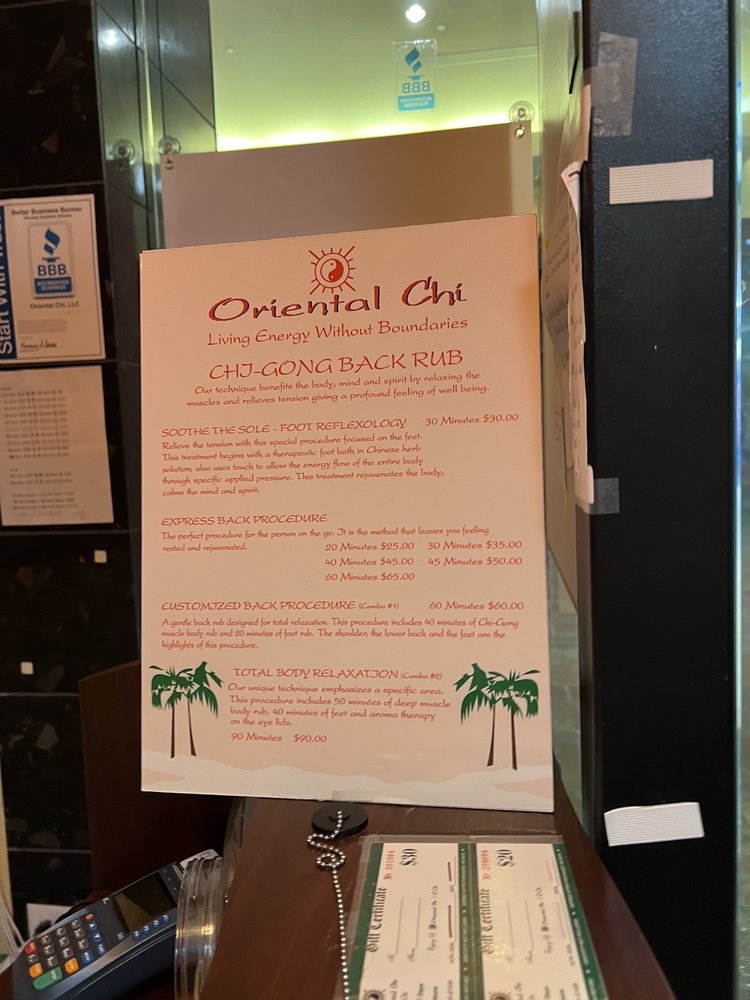 BBB
ACCREDITED
BUSINESS
Start With Trust
Better Business Bureau
BBB
ACCREDITED
BUSINESS
Oriental Chi, LLC
Oriental Chi
Living Energy Without Boundaries
CHI-GONG BACK RUB
Our technique benefits the body, mind and spirit by relaxing the
muscles and relieves tension giving a profound feeling of well being.
SOOTHE THE SOLE - FOOT REFLEXOLOGY 30 Minutes $30.00
Relieve the tension with this special procedure focused on the feet.
This treatment begins with a therapeutic foot bath in Chinese herb
solution; also uses touch to allow the energy flow of the entire body
through specific applied pressure. This treatment rejuvenates the body,
calms the mind and spirit.
EXPRESS BACK PROCEDURE
The perfect procedure for the person on the go. It is the method that leaves you feeling
rested and rejuvenated. 20 Minutes $25.00 30 Minutes $35.00
40 Minutes $45.00 45 Minutes $50.00
60 Minutes $65.00
CUSTOMIZED BACK PROCEDURE (Combo #1) 60 Minutes $60.00
A gentle back rub designed for total relaxation. This procedure includes 40 minutes of Chi-Gong
muscle body rub and 20 minutes of foot rub. The shoulder, the lower back and the feet are the
highlights of this procedure.
TOTAL BODY RELAXATION (Combo #2)
Our unique technique emphasizes a specific area.
This procedure includes 50 minutes of deep muscle
body rub, 40 minutes of feet and aroma therapy
on the eye lids.
90 Minutes $90.00
Gift Certificate
$30
Gift Certificate
$20